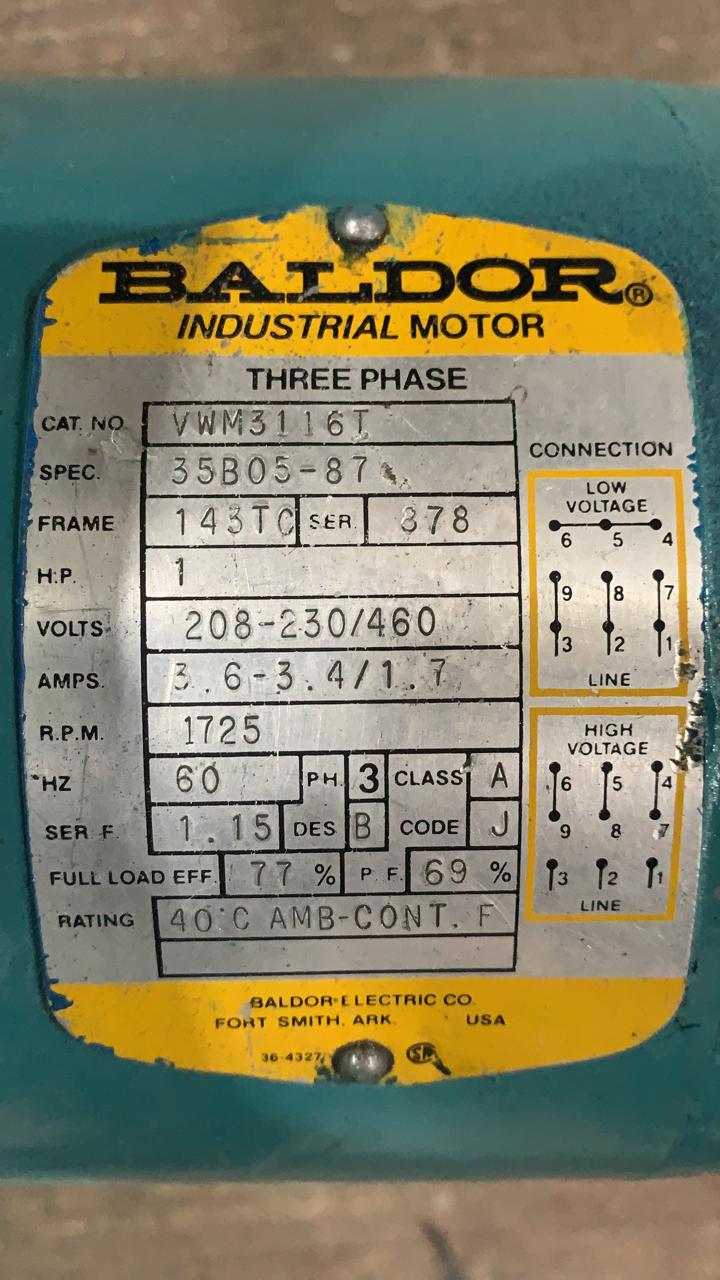 BALDOR®
INDUSTRIAL MOTOR
THREE PHASE
CAT. NO. VWM3116T
SPEC. 35B05-87
FRAME 143TC SER. 878
H.P. 1
VOLTS 208-230/460
AMPS. 3.6-3.4/1.7
R.P.M. 1725
HZ 60 PH. 3 CLASS A
SER F. 1.15 DES B CODE J
FULL LOAD EFF. 77 % P.F. 69 %
RATING 40°C AMB-CONT. F
CONNECTION
LOW
VOLTAGE
6 5 4
9 8 7
3 2 1
LINE
HIGH
VOLTAGE
6 5 4
9 8 7
3 2 1
LINE
BALDOR ELECTRIC CO.
FORT SMITH, ARK. USA
36-4327